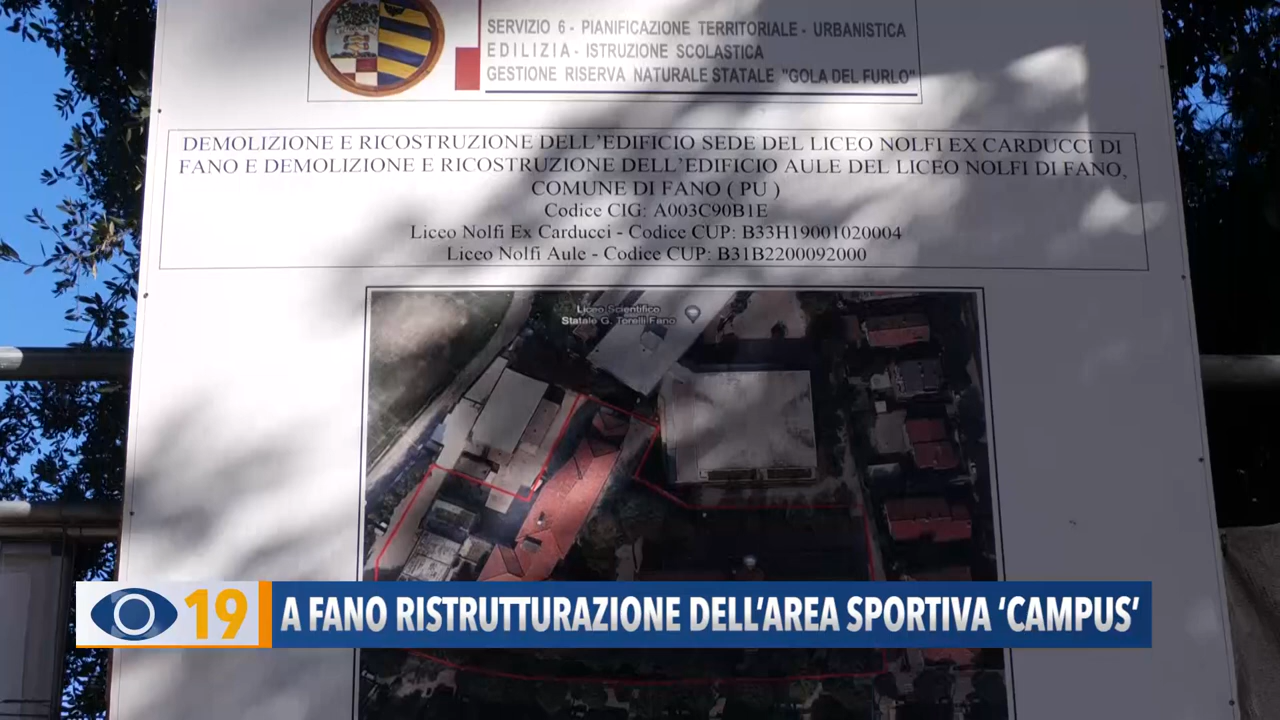 SERVIZIO 6 - PIANIFICAZIONE TERRITORIALE - URBANISTICA
EDILIZIA - ISTRUZIONE SCOLASTICA
GESTIONE RISERVA NATURALE STATALE "GOLA DEL FURLO"
DEMOLIZIONE E RICOSTRUZIONE DELL'EDIFICIO SEDE DEL LICEO NOLFI EX CARDUCCI DI
FANO E DEMOLIZIONE E RICOSTRUZIONE DELL'EDIFICIO AULE DEL LICEO NOLFI DI FANO,
COMUNE DI FANO ( PU )
Codice CIG: A003C90B1E
Liceo Nolfi Ex Carducci - Codice CUP: B33H19001020004
Liceo Nolfi Aule - Codice CUP: B31B2200092000
Liceo Scientifico
Statale G. Torelli Fano
19 A FANO RISTRUTTURAZIONE DELL'AREA SPORTIVA 'CAMPUS'